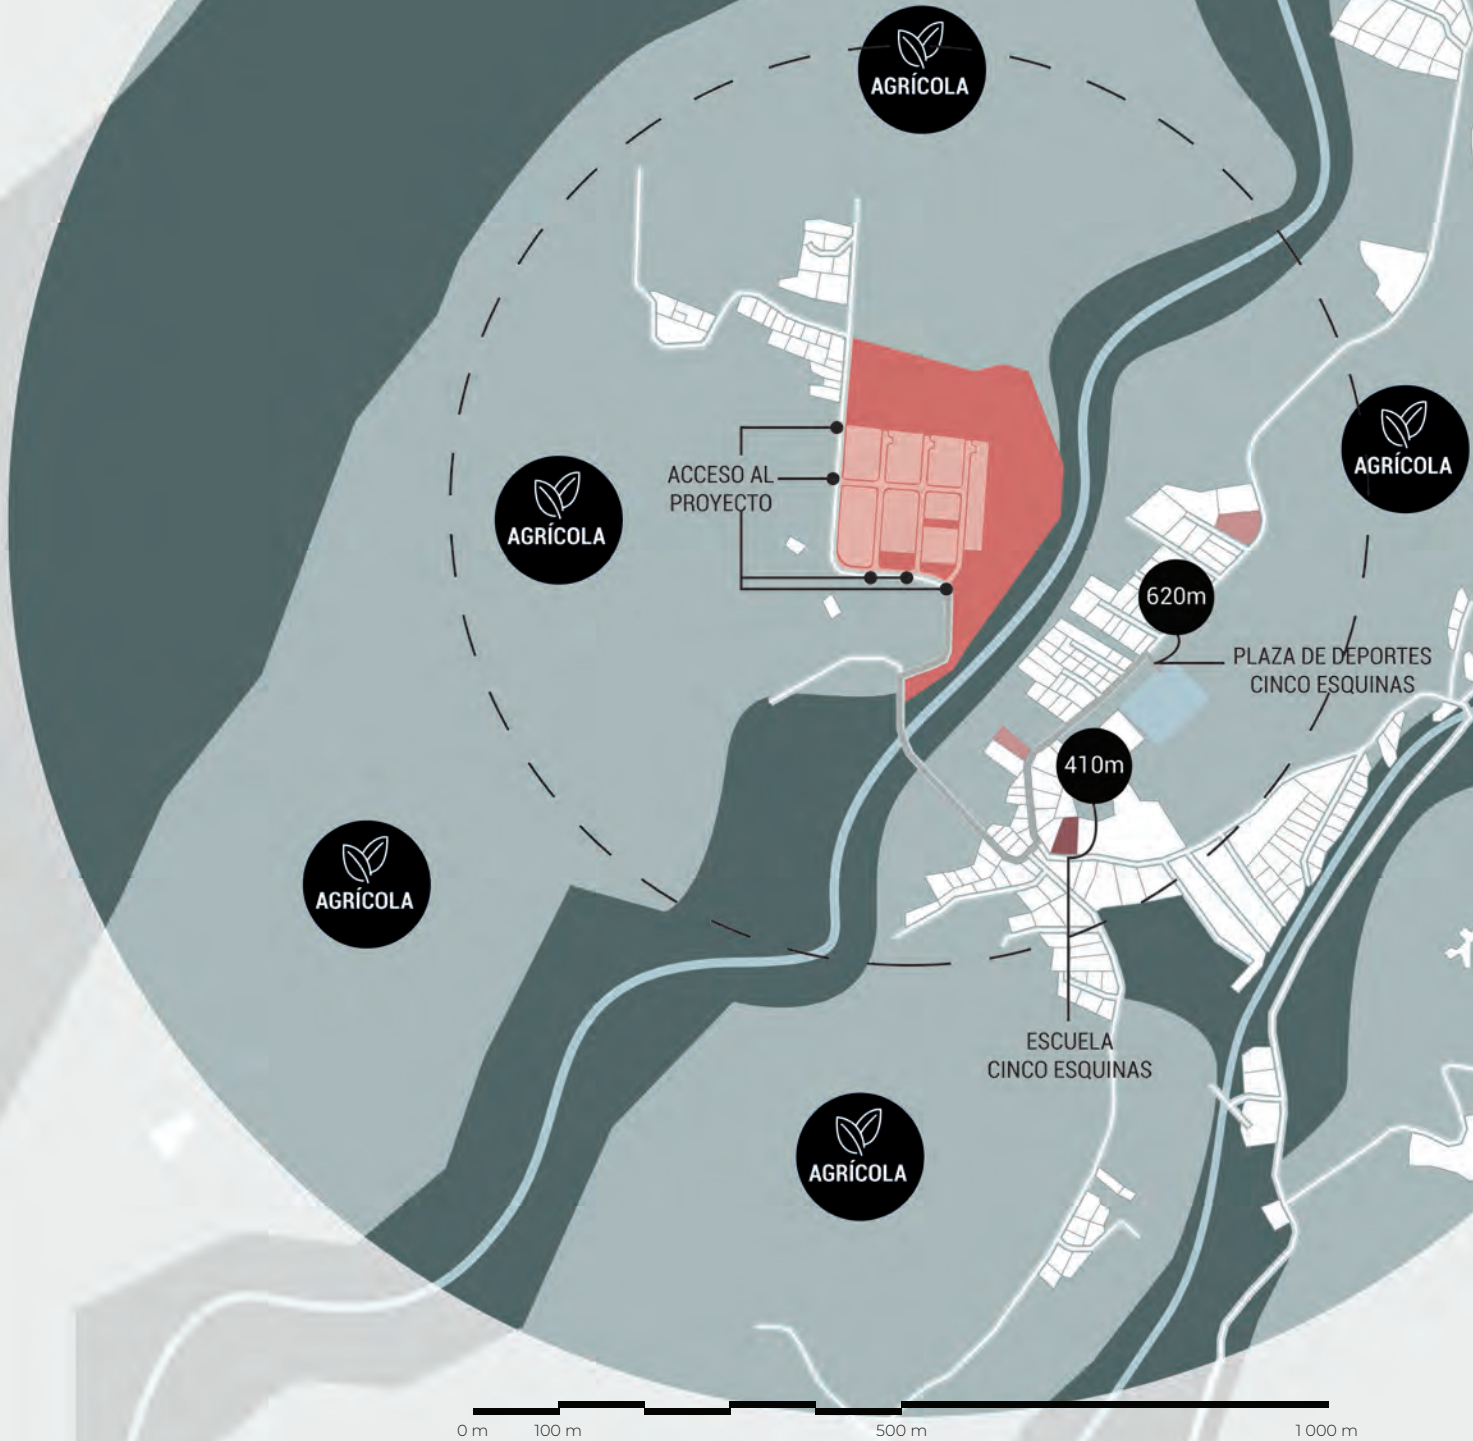 AGRÍCOLA
AGRÍCOLA
ACCESO AL
PROYECTO
AGRÍCOLA
620m
PLAZA DE DEPORTES
CINCO ESQUINAS
410m
AGRÍCOLA
ESCUELA
CINCO ESQUINAS
AGRÍCOLA
0 m
100 m
500 m
1 000 m